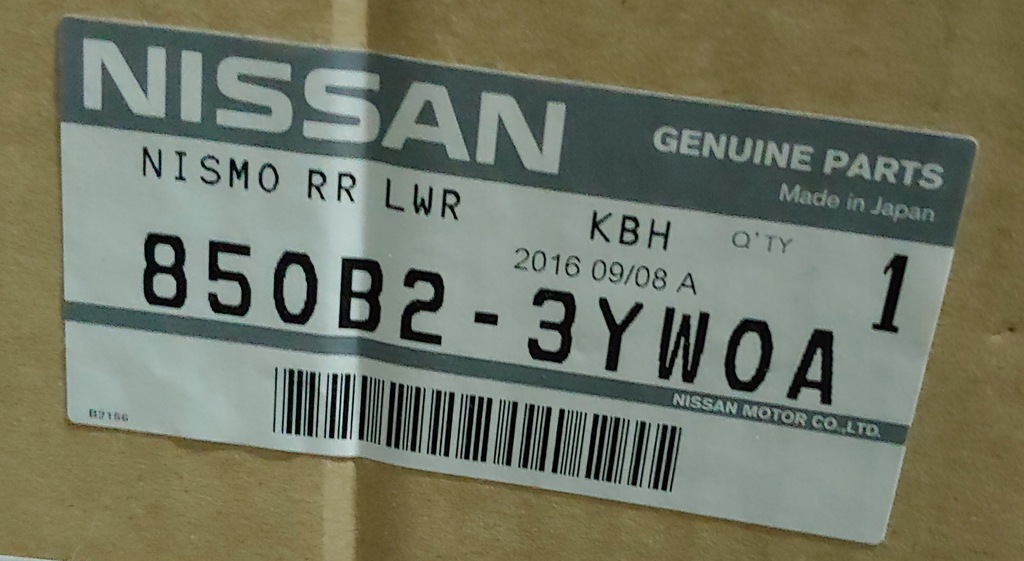 NISSAN
GENUINE PARTS
Made in Japan
NISMO RR LWR
KBH
Q'TY
2016 09/08 A
1
850B2-3YW0A
NISSAN MOTOR CO.,LTD.
B2156